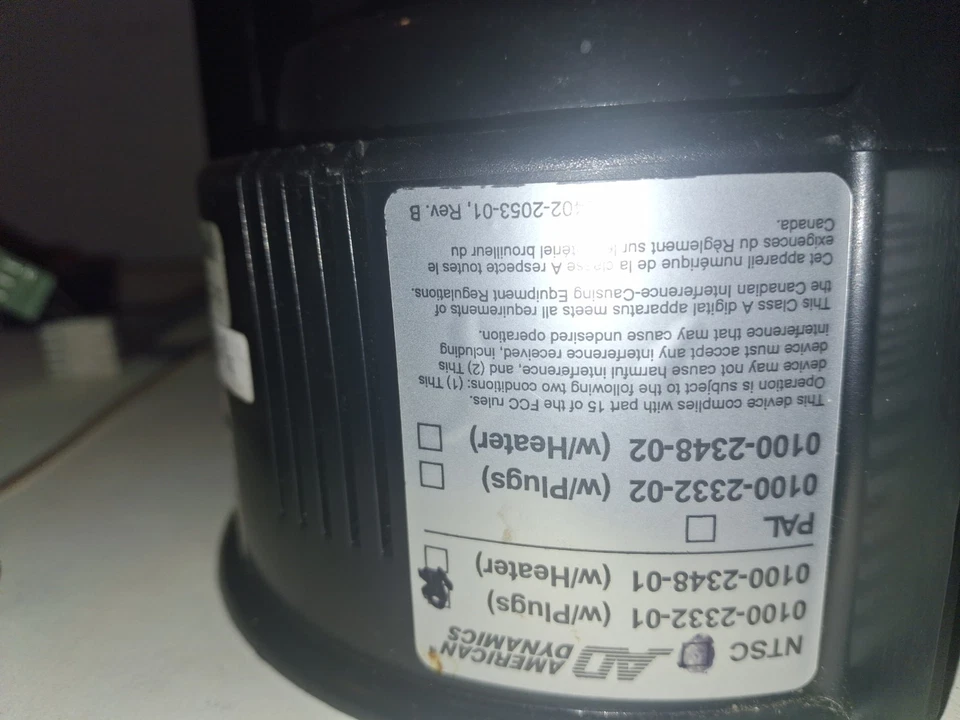 AD AMERICAN DYNAMICS
NTSC
0100-2332-01 (w/Plugs)
0100-2348-01 (w/Heater)
PAL
0100-2332-02 (w/Plugs)
0100-2348-02 (w/Heater)
This device complies with part 15 of the FCC rules.
Operation is subject to the following two conditions: (1) This
device may not cause harmful interference, and (2) This
device must accept any interference received, including
interference that may cause undesired operation.
This Class A digital apparatus meets all requirements of
the Canadian Interference-Causing Equipment Regulations.
Cet appareil numérique de la classe A respecte toutes le
exigences du Règlement sur brouilleur du
Canada.
02-2053-01, Rev. B